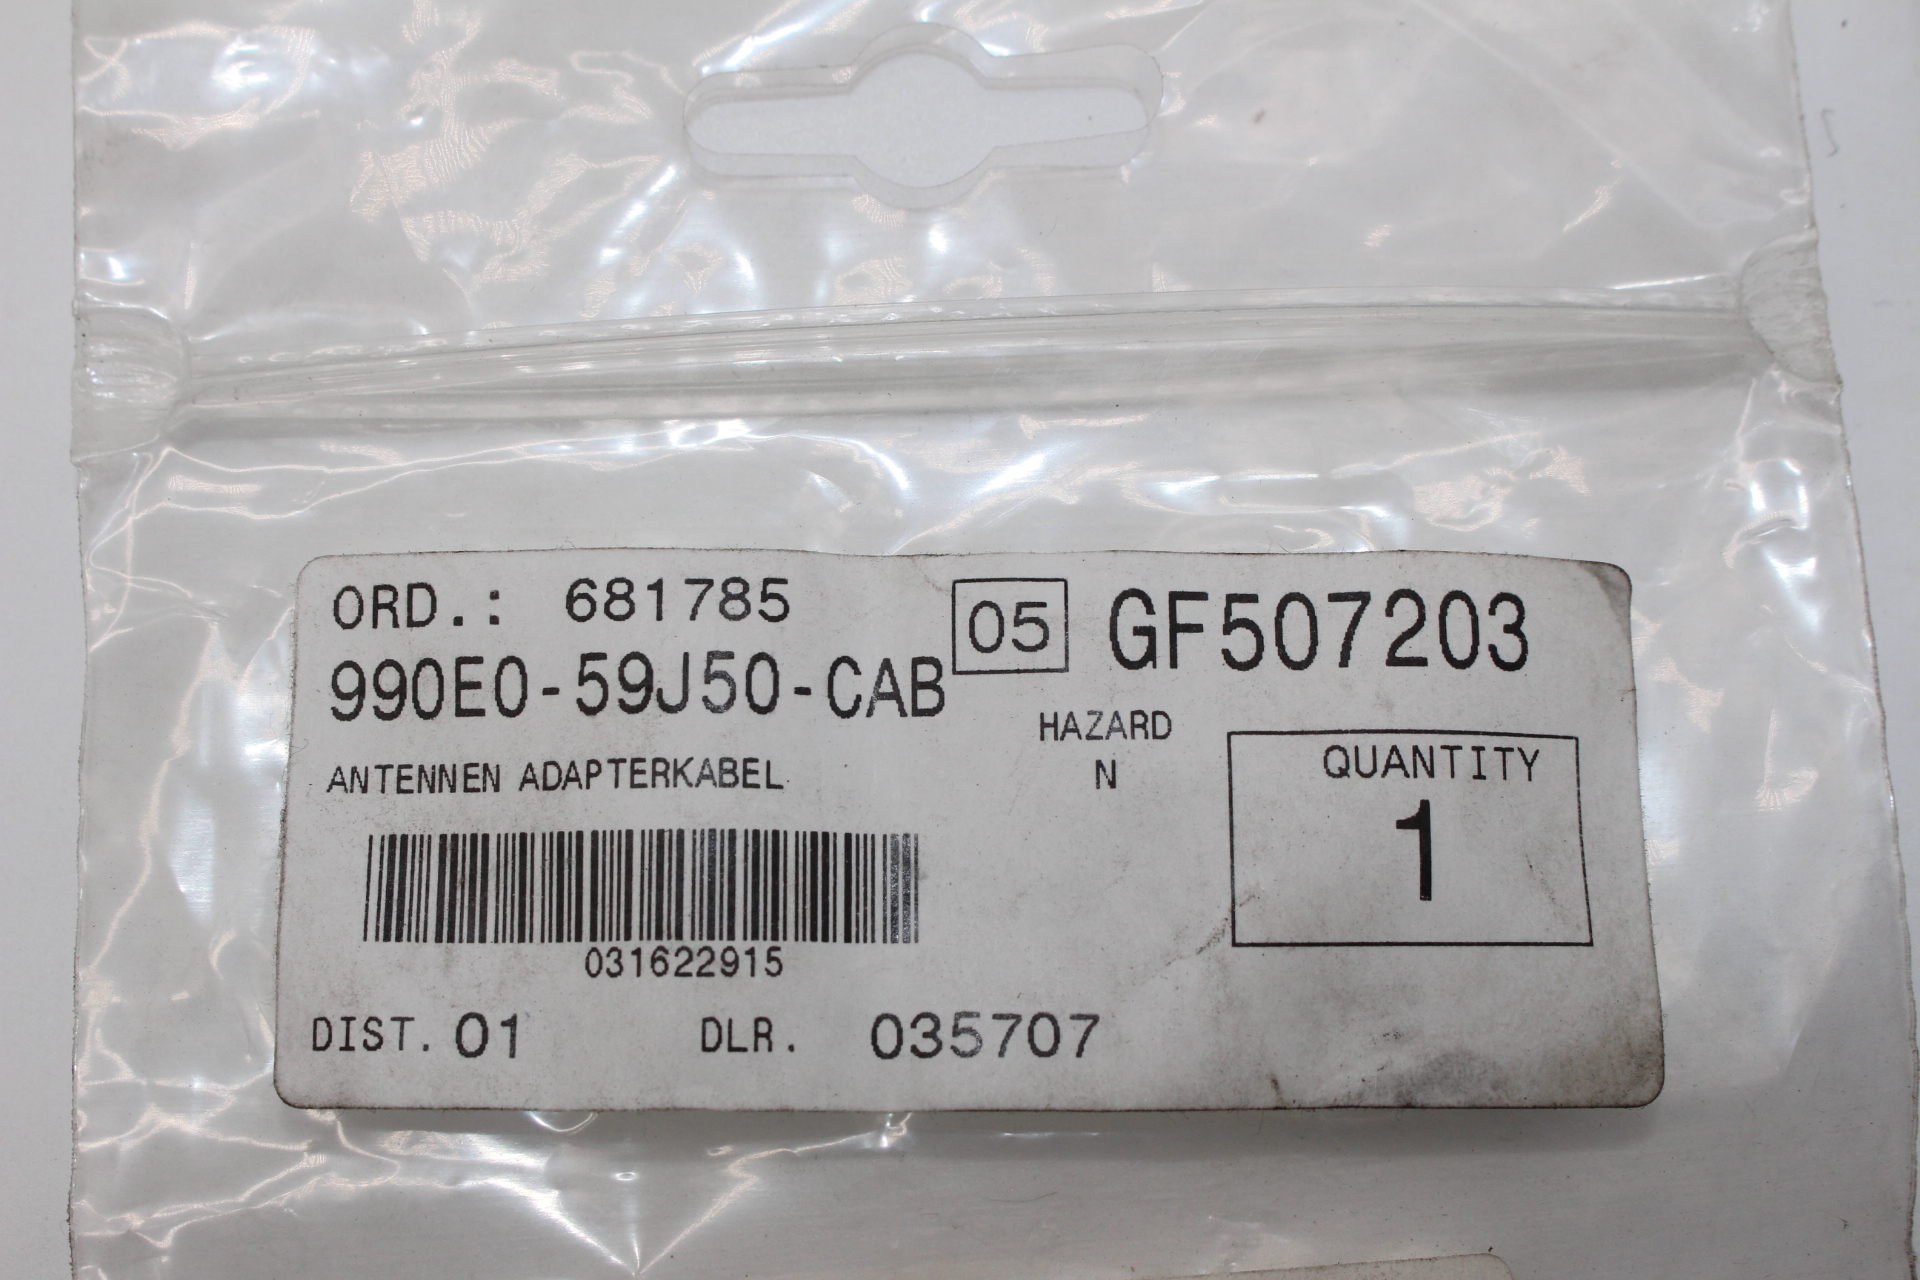 ORD.: 681785 05 GF507203
990E0-59J50-CAB
HAZARD
ANTENNEN ADAPTERKABEL N
QUANTITY
1
031622915
DIST. 01 DLR. 035707